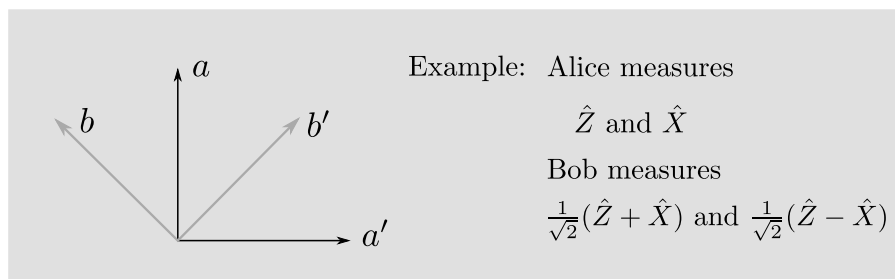 a
b
b′
a′
Example: Alice measures
Ẑ and X̂
Bob measures
1/√2(Ẑ + X̂) and 1/√2(Ẑ − X̂)